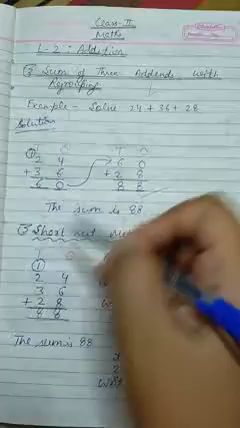 Class-II
Maths
L-2: Addition
Sum of Three Addends with
Regrouping
Example - Solve 24+36+28
Solution
T O
① 2 4
+ 3 6
6 0
T O
6 0
+ 2 8
8 8
The sum is 88
Short cut
T O
①
2 4
3 6
+ 2 8
8 8
The sum is 88